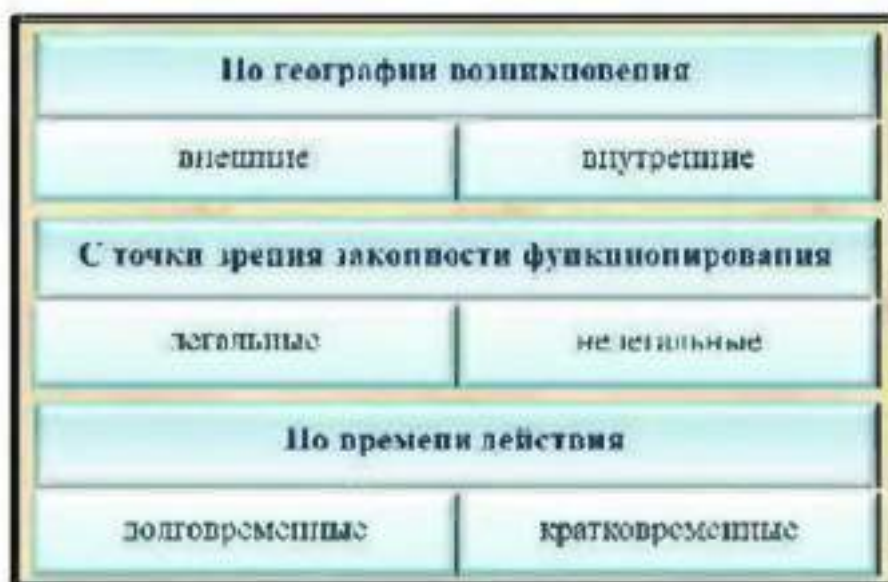 По географии возникновения
внешние
внутренние
С точки зрения законности функционирования
легальные
нелегальные
По времени действия
долговременные
кратковременные